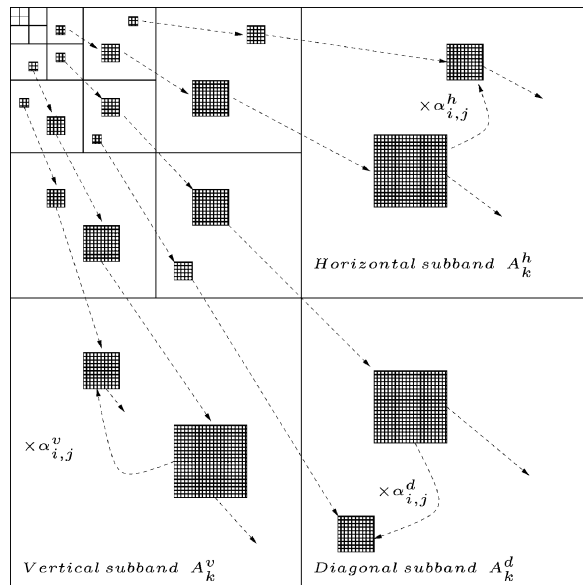 ×α^h_{i,j}
Horizontal subband A^h_k
×α^v_{i,j}
×α^d_{i,j}
Vertical subband A^v_k
Diagonal subband A^d_k